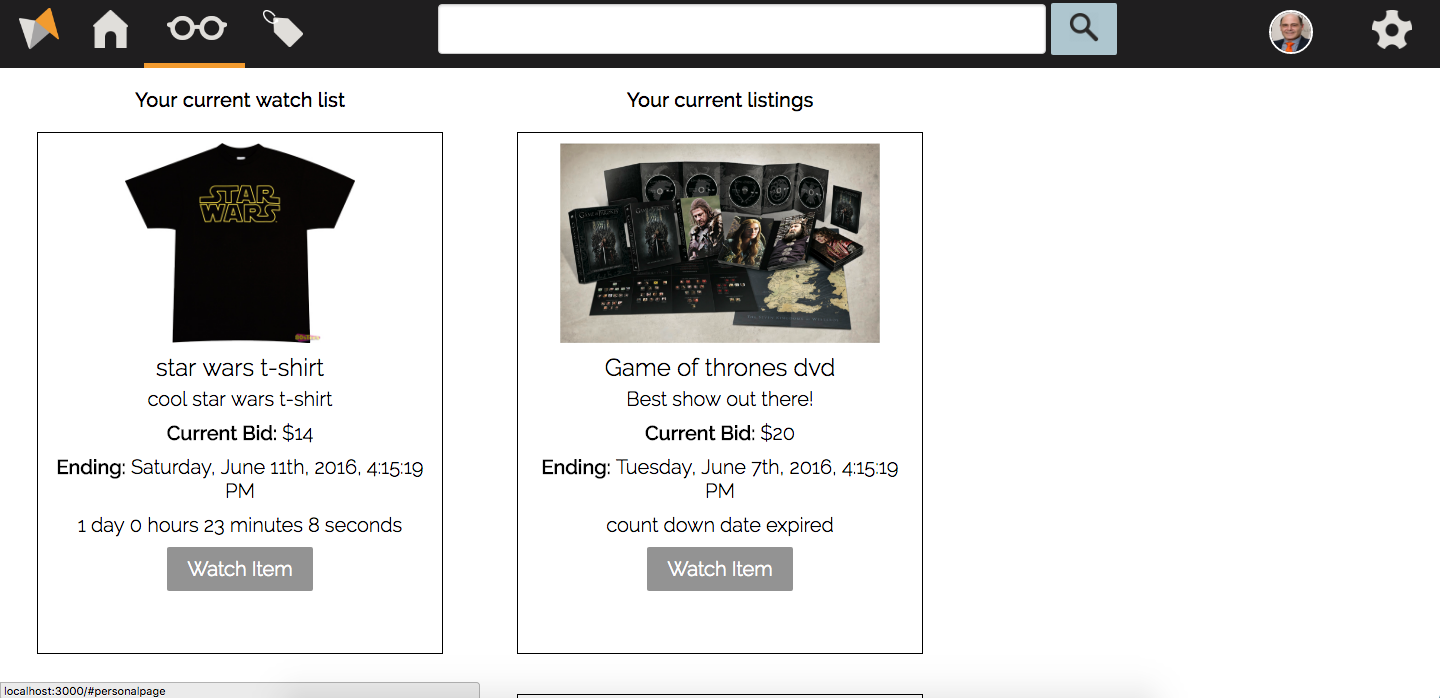 Your current watch list
STAR
WARS
star wars t-shirt
cool star wars t-shirt
Current Bid: $14
Ending: Saturday, June 11th, 2016, 4:15:19
PM
1 day 0 hours 23 minutes 8 seconds
Watch Item
Your current listings
Game of thrones dvd
Best show out there!
Current Bid: $20
Ending: Tuesday, June 7th, 2016, 4:15:19
PM
count down date expired
Watch Item
localhost:3000/#personalpage